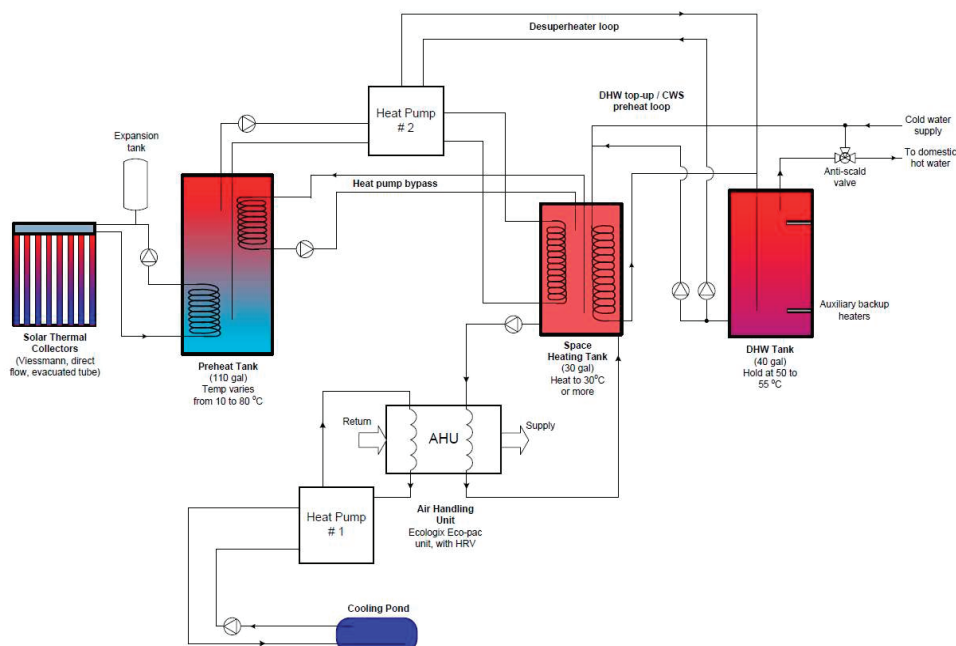 Desuperheater loop
Heat Pump
# 2
DHW top-up / CWS
preheat loop
Cold water
supply
To domestic
hot water
Anti-scald
valve
Expansion
tank
Heat pump bypass
Solar Thermal
Collectors
(Viessmann, direct
flow, evacuated tube)
Preheat Tank
(110 gal)
Temp varies
from 10 to 80 °C
Space
Heating Tank
(30 gal)
Heat to 30°C
or more
Auxiliary backup
heaters
DHW Tank
(40 gal)
Hold at 50 to
55 °C
Return
AHU
Supply
Air Handling
Unit
Ecologix Eco-pac
unit, with HRV
Heat Pump
# 1
Cooling Pond